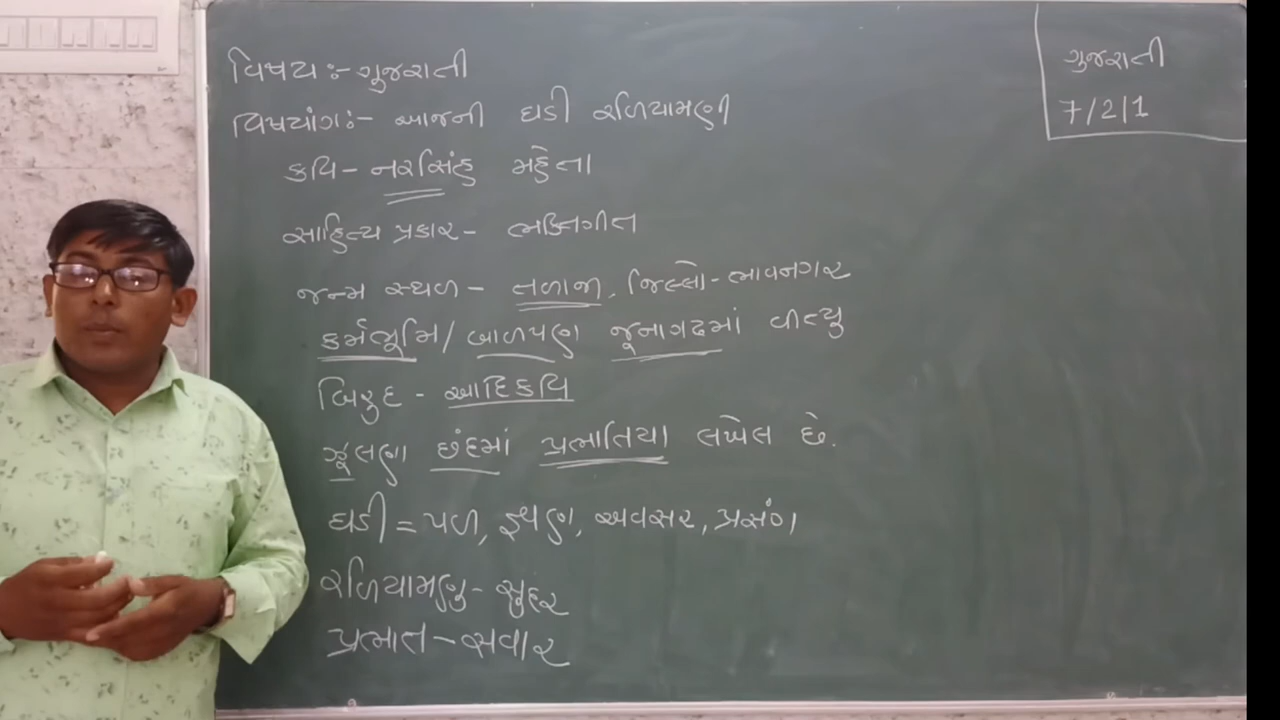 વિષય:- ગુજરાતી
વિષયાંગ:- આજની ઘડી રળિયામણી
કવિ - નરસિંહ મહેતા
સાહિત્ય પ્રકાર - ભક્તિગીત
જન્મ સ્થળ - તળાજા, જિલ્લો - ભાવનગર
કર્મભૂમિ/બાળપણ જૂનાગઢમાં વીત્યુ
બિરુદ - આદિકવિ
ઝૂલણા છંદમાં પ્રભાતિયા લખેલ છે.
ઘડી = પળ, ક્ષણ, અવસર, પ્રસંગ
રળિયામણુ - સુંદર
પ્રભાત - સવાર
ગુજરાતી
7/2/1